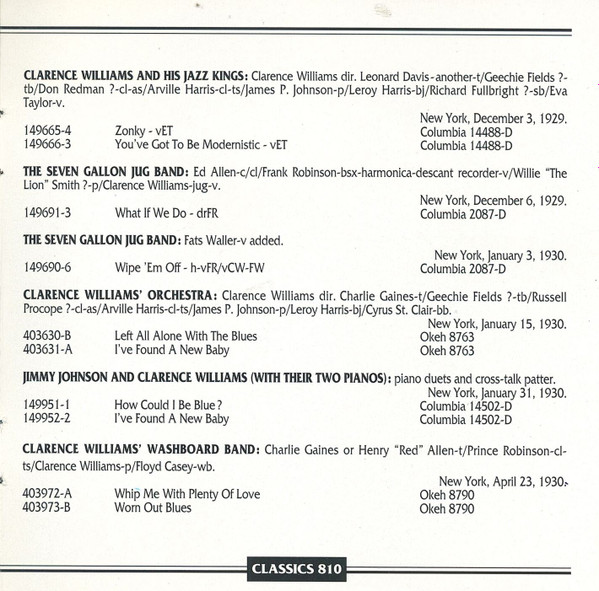 CLARENCE WILLIAMS AND HIS JAZZ KINGS: Clarence Williams dir. Leonard Davis-another-t/Geechie Fields ?-
tb/Don Redman ?-cl-as/Arville Harris-cl-ts/James P. Johnson-p/Leroy Harris-bj/Richard Fullbright ?-sb/Eva
Taylor-v.
New York, December 3, 1929.
149665-4 Zonky - vET Columbia 14488-D
149666-3 You've Got To Be Modernistic - vET Columbia 14488-D
THE SEVEN GALLON JUG BAND: Ed Allen-c/cl/Frank Robinson-bsx-harmonica-descant recorder-v/Willie "The
Lion" Smith ?-p/Clarence Williams-jug-v.
New York, December 6, 1929.
149691-3 What If We Do - drFR Columbia 2087-D
THE SEVEN GALLON JUG BAND: Fats Waller-v added.
New York, January 3, 1930.
149690-6 Wipe 'Em Off - h-vFR/vCW-FW Columbia 2087-D
CLARENCE WILLIAMS' ORCHESTRA: Clarence Williams dir. Charlie Gaines-t/Geechie Fields ?-tb/Russell
Procope ?-cl-as/Arville Harris-cl-ts/James P. Johnson-p/Leroy Harris-bj/Cyrus St. Clair-bb.
New York, January 15, 1930.
403630-B Left All Alone With The Blues Okeh 8763
403631-A I've Found A New Baby Okeh 8763
JIMMY JOHNSON AND CLARENCE WILLIAMS (WITH THEIR TWO PIANOS): piano duets and cross-talk patter.
New York, January 31, 1930.
149951-1 How Could I Be Blue? Columbia 14502-D
149952-2 I've Found A New Baby Columbia 14502-D
CLARENCE WILLIAMS' WASHBOARD BAND: Charlie Gaines or Henry "Red" Allen-t/Prince Robinson-cl-
ts/Clarence Williams-p/Floyd Casey-wb.
New York, April 23, 1930.
403972-A Whip Me With Plenty Of Love Okeh 8790
403973-B Worn Out Blues Okeh 8790
CLASSICS 810